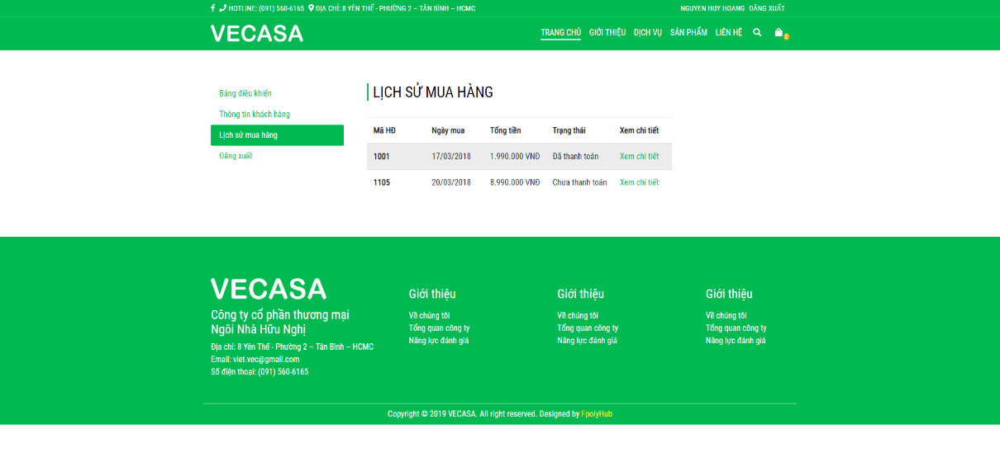 HOTLINE: (091) 560-6165 ĐỊA CHỈ: 8 YÊN THẾ - PHƯỜNG 2 – TÂN BÌNH – HCMC NGUYEN HUY HOANG ĐĂNG XUẤT
VECASA TRANG CHỦ GIỚI THIỆU DỊCH VỤ SẢN PHẨM LIÊN HỆ
LỊCH SỬ MUA HÀNG
Bảng điều khiển
Thông tin khách hàng
Lịch sử mua hàng
Đăng xuất
Mã HĐ Ngày mua Tổng tiền Trạng thái Xem chi tiết
1001 17/03/2018 1.990.000 VNĐ Đã thanh toán Xem chi tiết
1105 20/03/2018 8.990.000 VNĐ Chưa thanh toán Xem chi tiết
VECASA
Công ty cổ phần thương mại
Ngôi Nhà Hữu Nghị
Địa chỉ: 8 Yên Thế - Phường 2 – Tân Bình – HCMC
Email: viet.vec@gmail.com
Số điện thoại: (091) 560-6165
Giới thiệu
Về chúng tôi
Tổng quan công ty
Năng lực đánh giá
Giới thiệu
Về chúng tôi
Tổng quan công ty
Năng lực đánh giá
Giới thiệu
Về chúng tôi
Tổng quan công ty
Năng lực đánh giá
Copyright © 2019 VECASA. All right reserved. Designed by FpolyHub